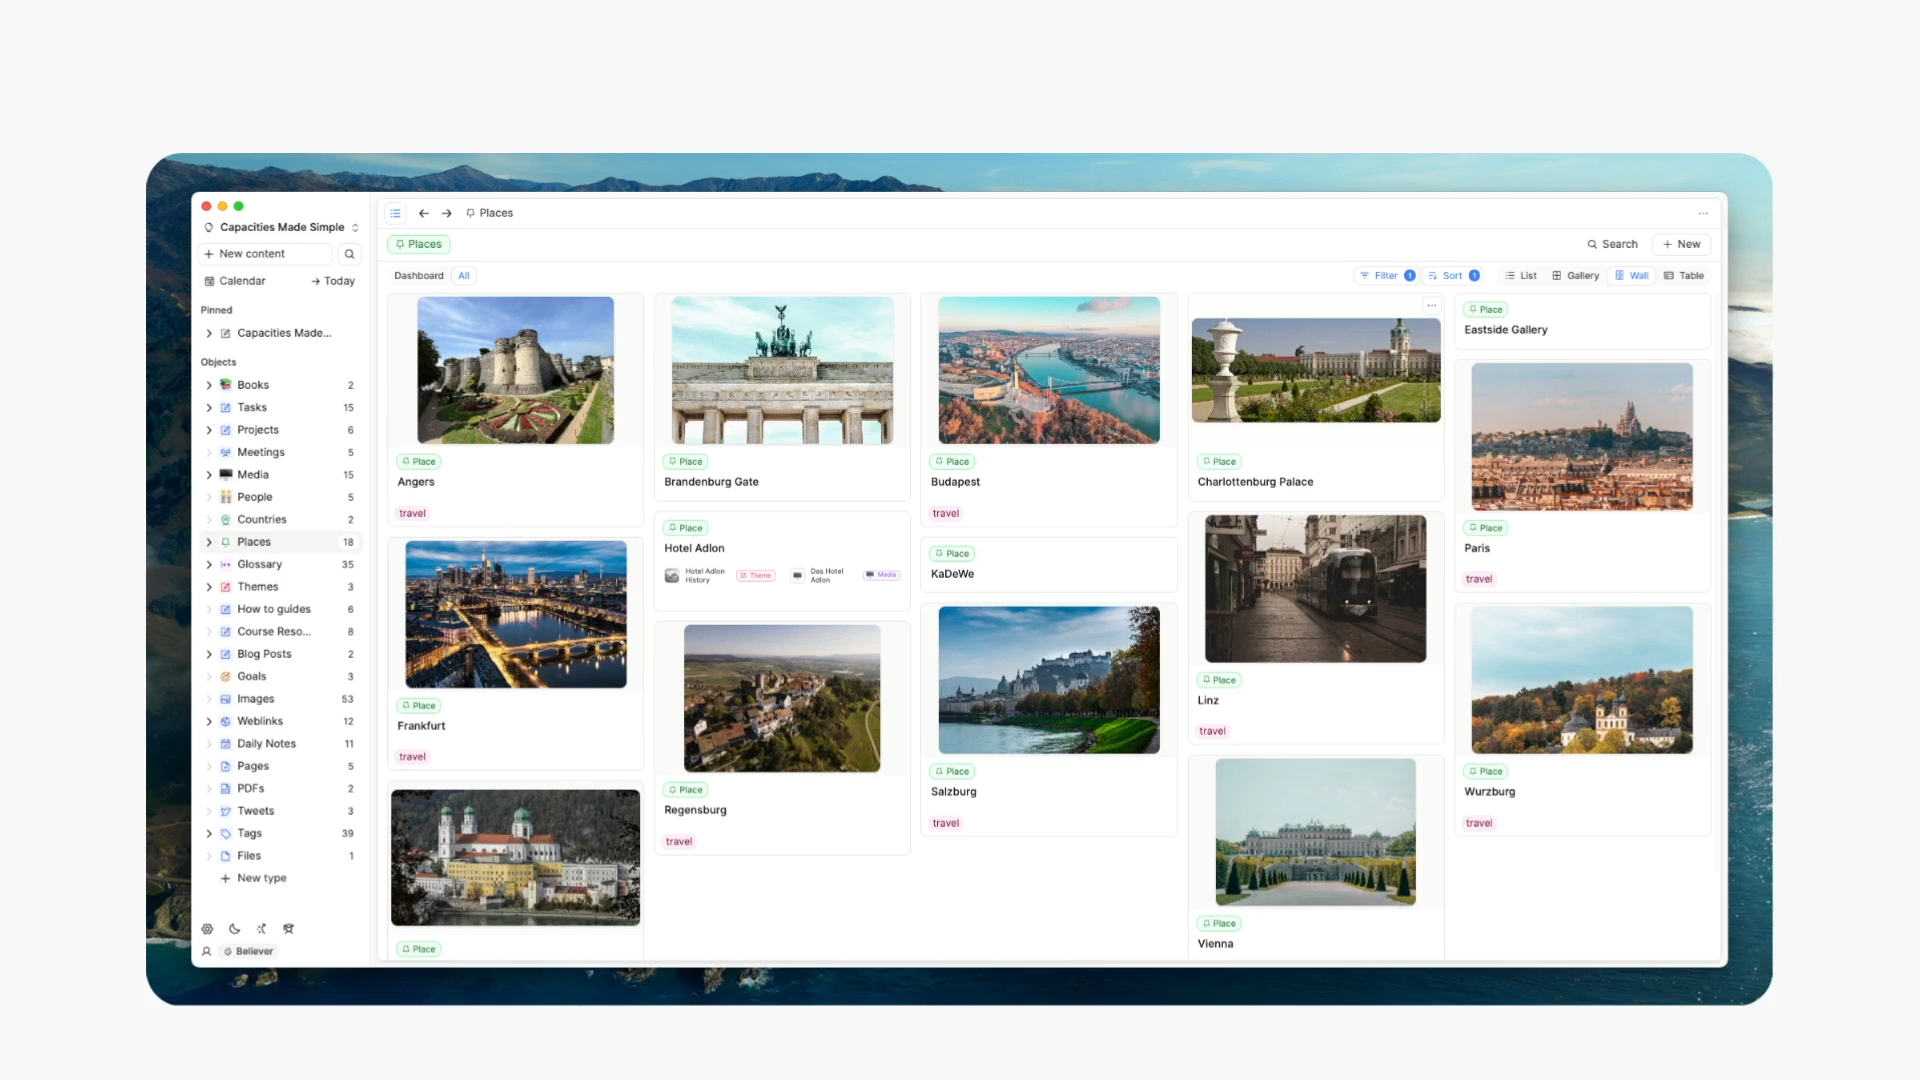 Capacities Made Simple
New content
Calendar
Today
Pinned
Capacities Made...
Objects
Books 2
Tasks 15
Projects 6
Meetings 5
Media 15
People 5
Countries 2
Places 18
Glossary 35
Themes 3
How to guides 6
Course Reso... 8
Blog Posts 2
Goals 3
Images 53
Weblinks 12
Daily Notes 11
Pages 5
PDFs 2
Tweets 3
Tags 39
Files 1
New type
Believer
Places
Places
Search
New
Dashboard
All
Filter 1
Sort 1
List
Gallery
Wall
Table
Place
Angers
travel
Place
Frankfurt
travel
Place
Place
Brandenburg Gate
Place
Hotel Adlon
Hotel Adlon
History
Theme
Das Hotel
Adlon
Media
Place
Regensburg
travel
Place
Budapest
travel
Place
KaDeWe
Place
Salzburg
travel
Place
Charlottenburg Palace
Place
Linz
travel
Place
Vienna
Place
Eastside Gallery
Place
Paris
travel
Place
Wurzburg
travel